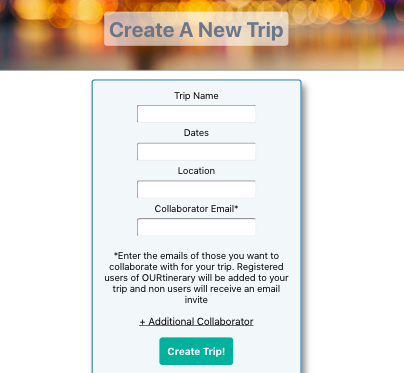 Create A New Trip
Trip Name
Dates
Location
Collaborator Email*
*Enter the emails of those you want to
collaborate with for your trip. Registered
users of OURtinerary will be added to your
trip and non users will receive an email
invite
+ Additional Collaborator
Create Trip!